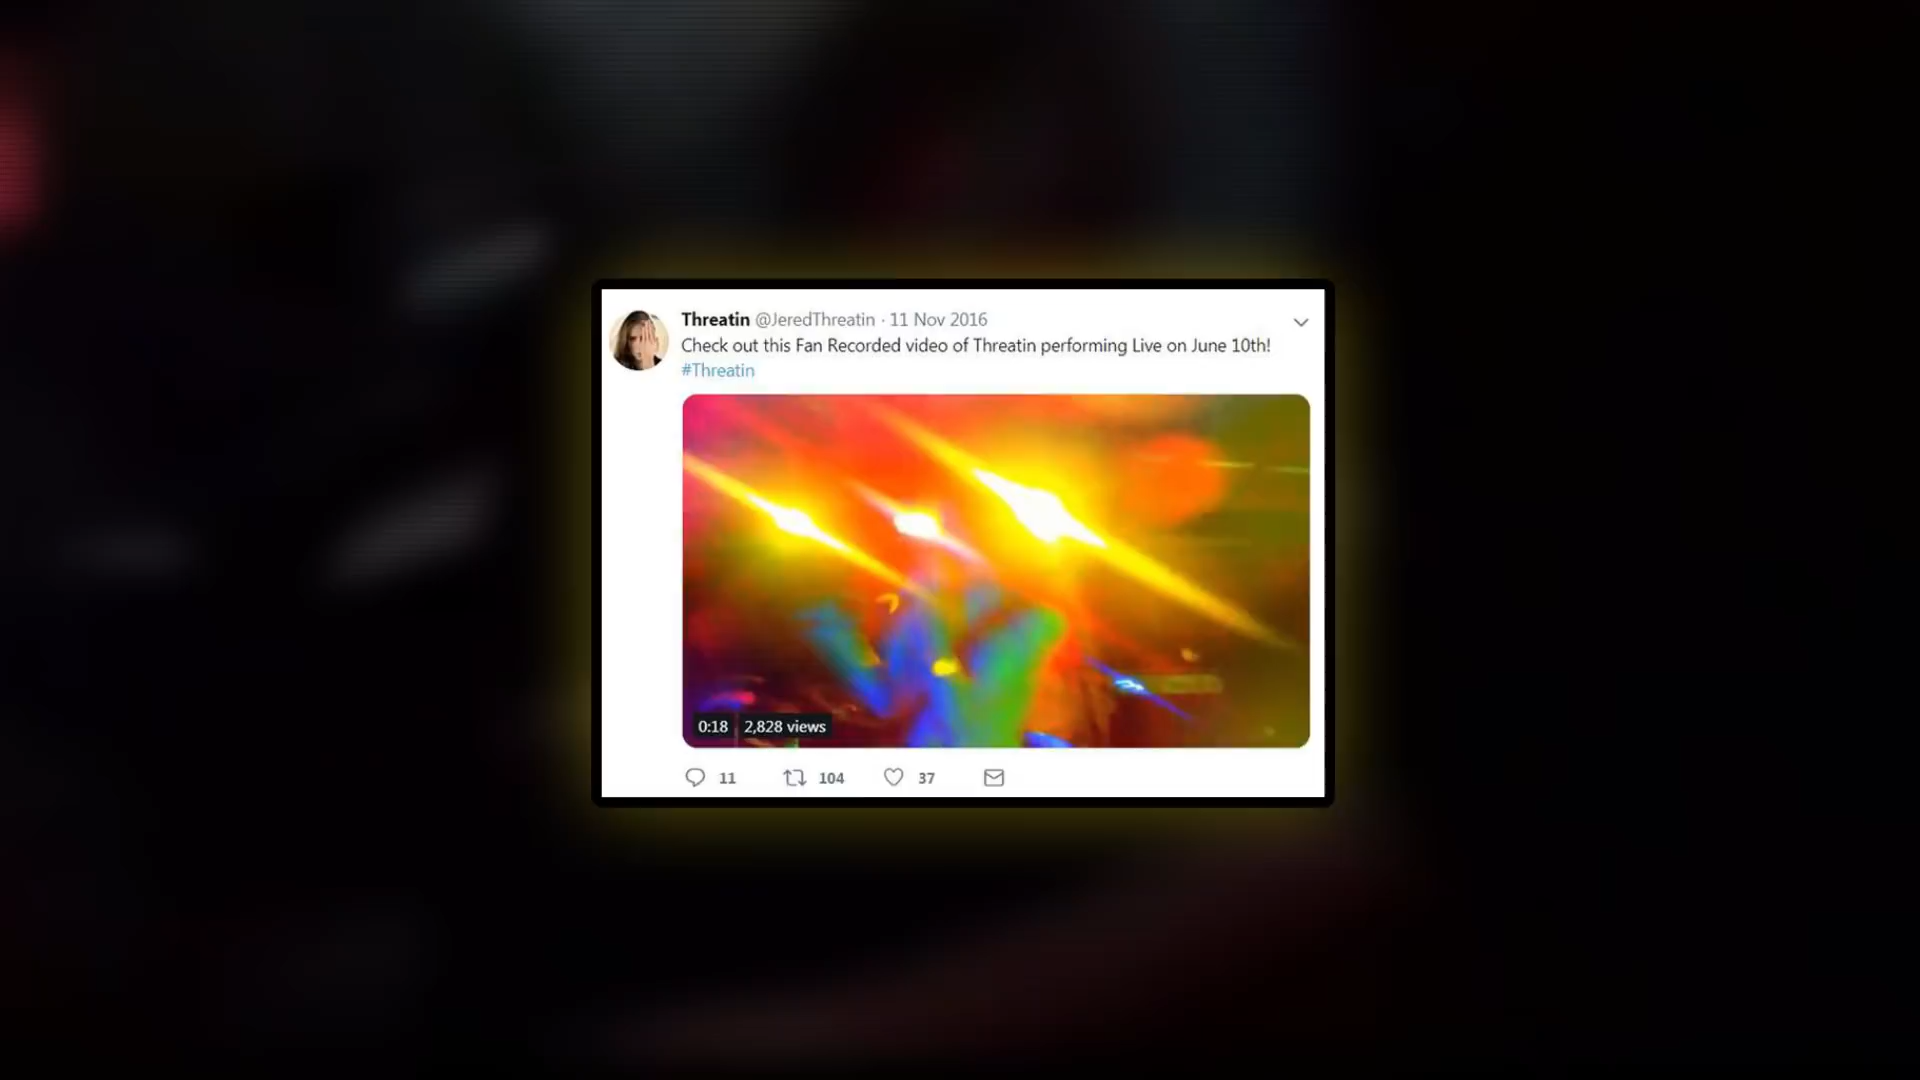 Threatin @JeredThreatin · 11 Nov 2016
Check out this Fan Recorded video of Threatin performing Live on June 10th!
#Threatin
0:18 2,828 views
11 104 37